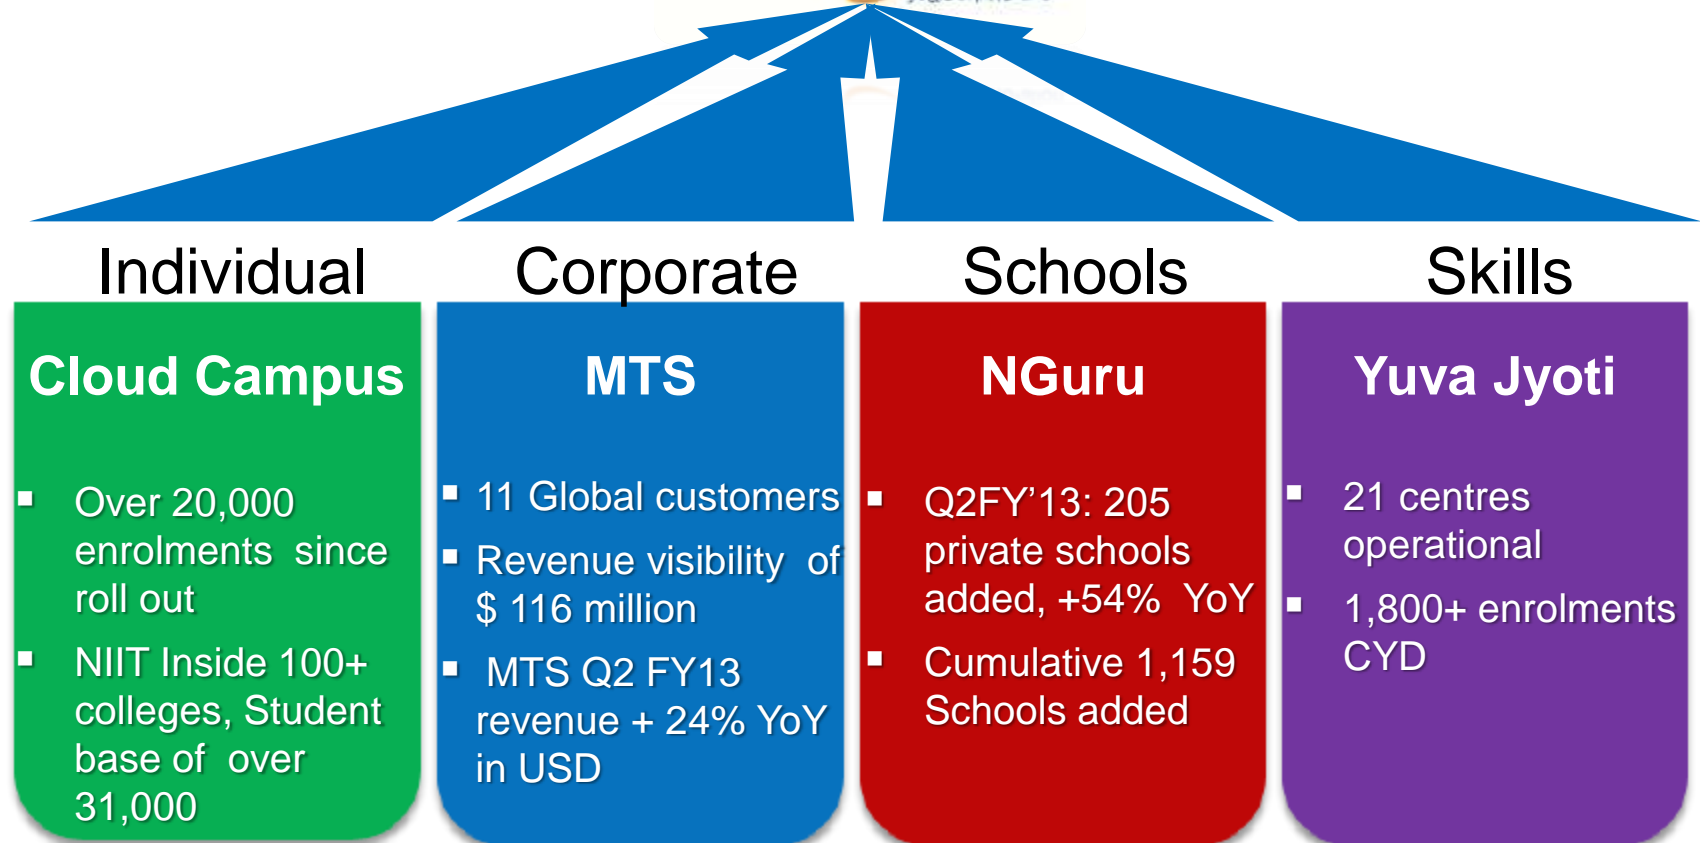 Individual
Cloud Campus
Over 20,000
enrolments since
roll out
NIIT Inside 100+
colleges, Student
base of over
31,000
Corporate
MTS
11 Global customers
Revenue visibility of
$ 116 million
MTS Q2 FY13
revenue + 24% YoY
in USD
Schools
NGuru
Q2FY’13: 205
private schools
added, +54% YoY
Cumulative 1,159
Schools added
Skills
Yuva Jyoti
21 centres
operational
1,800+ enrolments
CYD